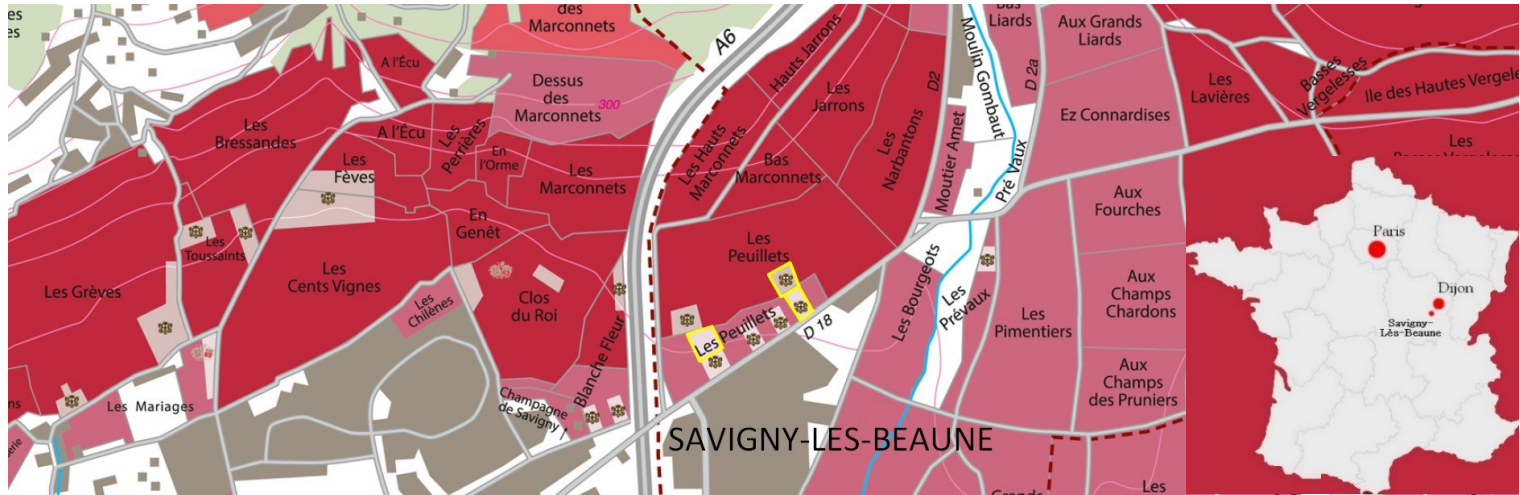 des
Marconnets
A l'Écu
Dessus
des
Marconnets
300
A6
Les
Bressandes
A l'Écu
Les
Perrières
En
l'Orme
Les
Fèves
Les
Marconnets
En
Genêt
Les
Toussaints
Les Grèves
Les
Cents Vignes
Les
Chilènes
Clos
du Roi
Blanche Fleur
Les Mariages
Champagne
de Savigny
Hauts Jarrons
Les
Jarrons
Les Hauts
Marconnets
Bas
Marconnets
Les
Narbantons
D2
Moutier Amet
Moulin Gombaut
Bas
Liards
D 2a
Pré Vaux
Les
Peuillets
Les Peuillets
D 18
Les Bourgeots
Les
Prévaux
Les
Pimentiers
Aux Grands
Liards
Ez Connardises
Les
Lavières
Basses
Vergelesses
Ile des Hautes Vergele
Les
Aux
Fourches
Aux
Champs
Chardons
Aux
Champs
des Pruniers
Grands
Les
SAVIGNY-LES-BEAUNE
Paris
Dijon
Savigny-
Lès-Beaune